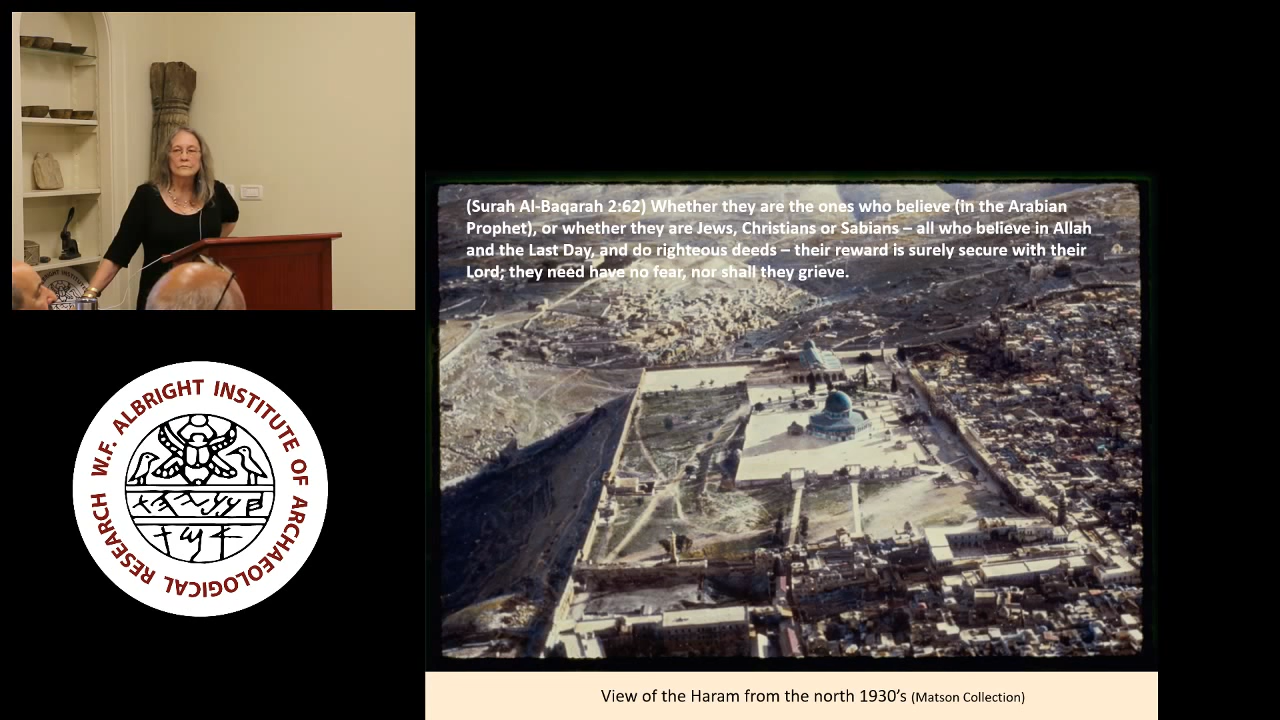 (Surah Al-Baqarah 2:62) Whether they are the ones who believe (in the Arabian
Prophet), or whether they are Jews, Christians or Sabians – all who believe in Allah
and the Last Day, and do righteous deeds – their reward is surely secure with their
Lord; they need have no fear, nor shall they grieve.
W.F. ALBRIGHT INSTITUTE OF ARCHAEOLOGICAL RESEARCH
View of the Haram from the north 1930’s (Matson Collection)